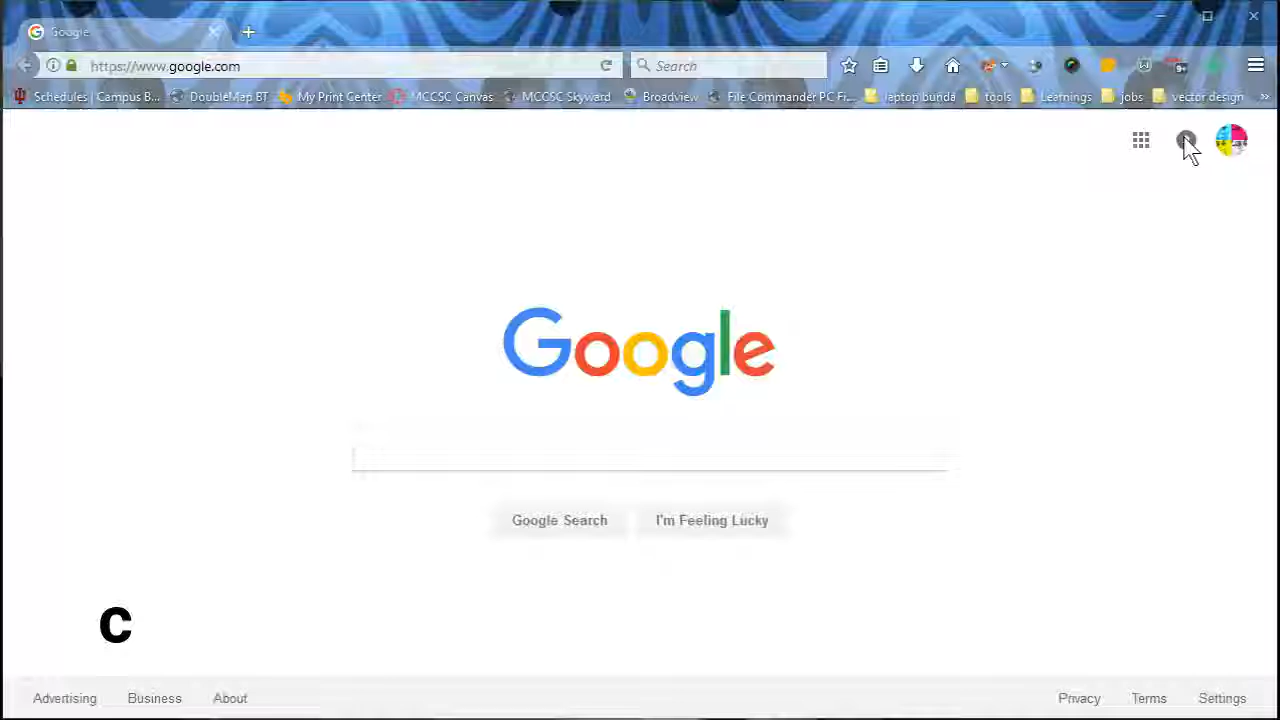 Google
https://www.google.com
Search
Schedules | Campus B... DoubleMap BT My Print Center MCCSC Canvas MCCSC Skyward Broadview File Commander PC Fr... laptop bunda tools Learnings jobs vector design »
Google
Google Search I'm Feeling Lucky
c
Advertising Business About Privacy Terms Settings